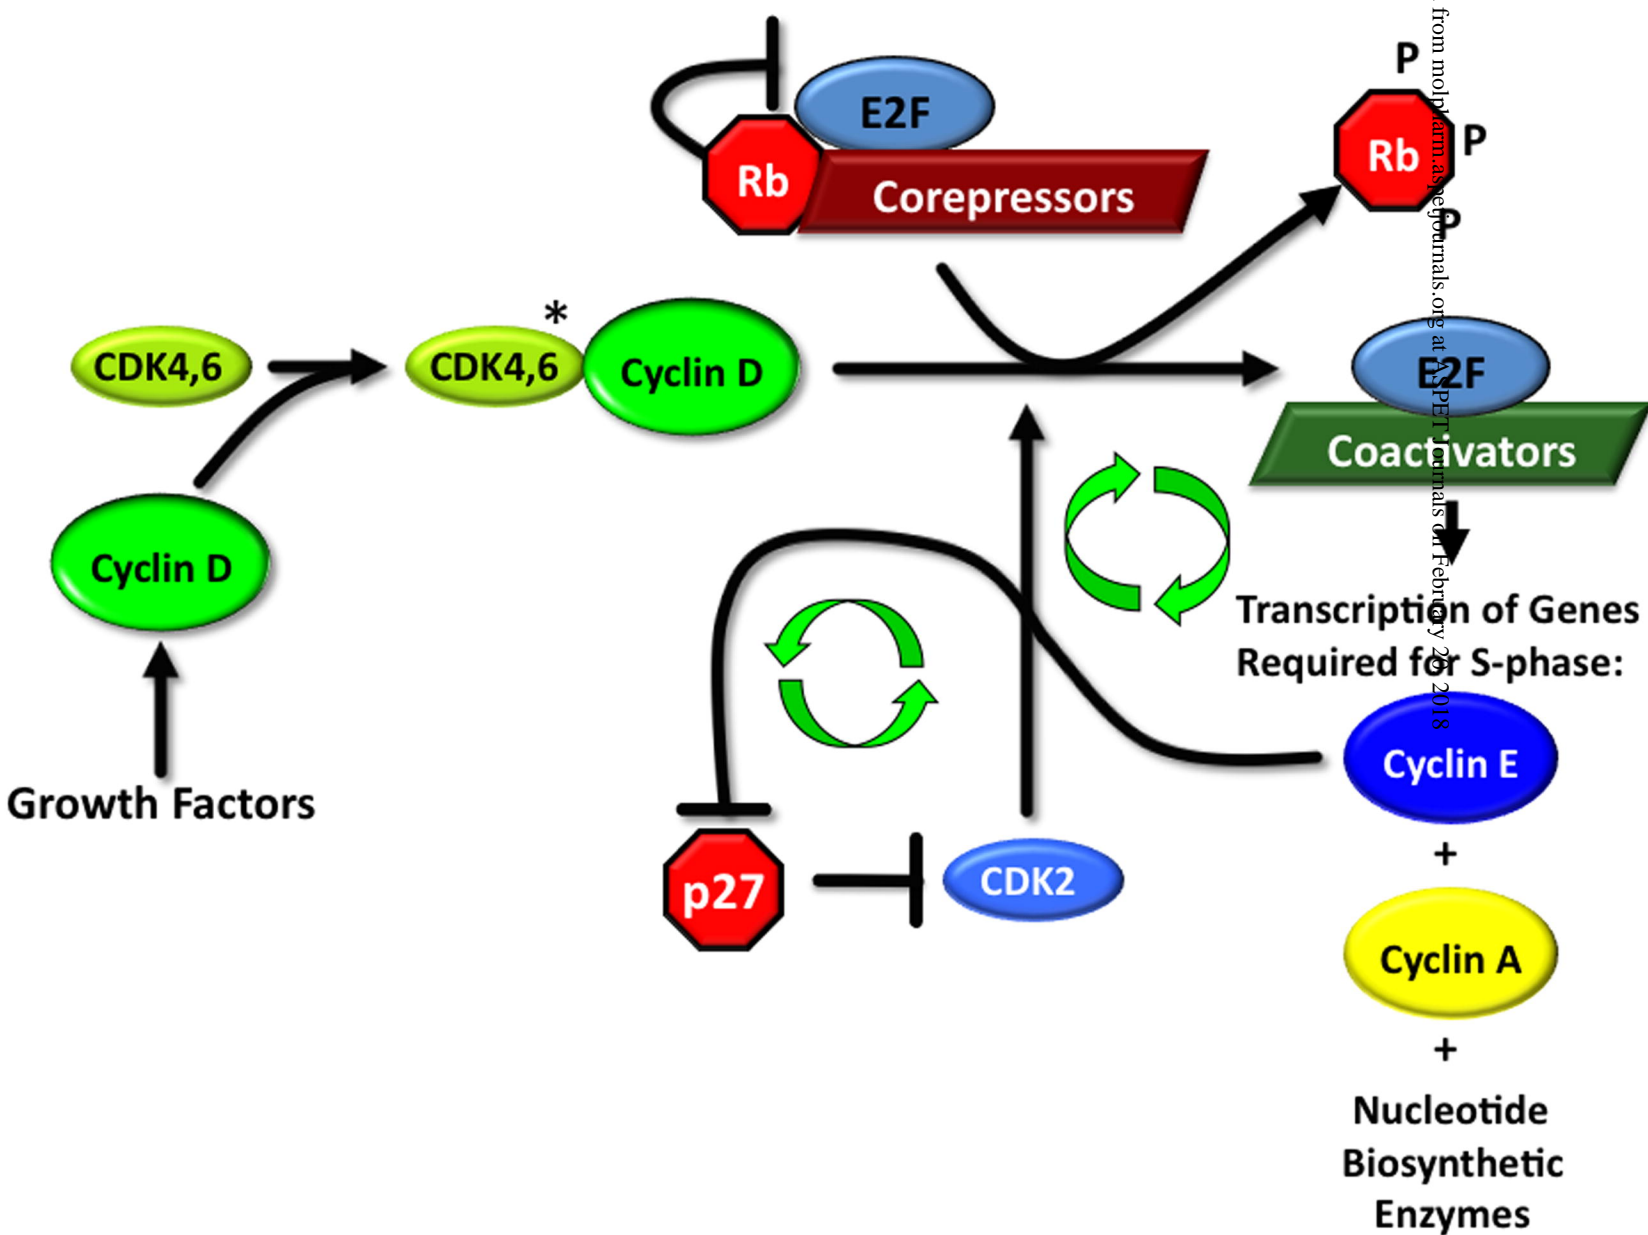 P
E2F
Rb
P
Rb
Corepressors
P
*
CDK4,6
CDK4,6
Cyclin D
E2F
Coactivators
Cyclin D
Transcription of Genes
Required for S-phase:
Growth Factors
Cyclin E
+
p27
CDK2
Cyclin A
+
Nucleotide
Biosynthetic
Enzymes
from molpharm.aspetjournals.org at ASPET Journals on February 20, 2018